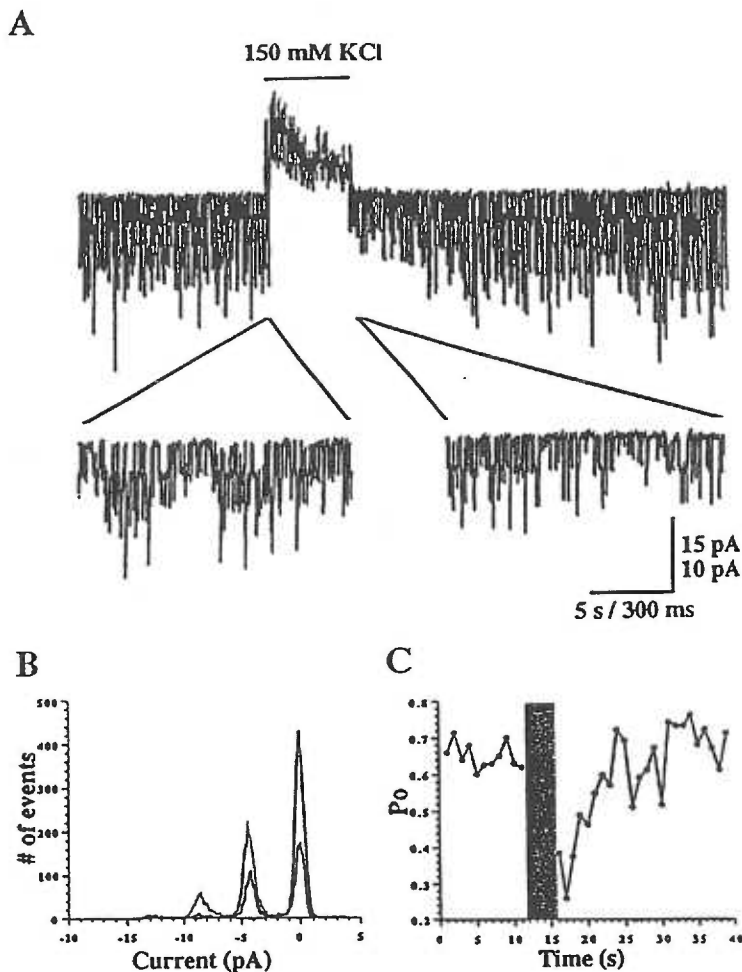 A
150 mM KCl
15 pA
10 pA
5 s / 300 ms
B
500
400
300
200
100
0
-20
-15
-10
-5
0
5
# of events
Current (pA)
C
0.8
0.7
0.6
0.5
0.4
0.3
0.2
0
5
10
15
20
25
30
35
40
Po
Time (s)